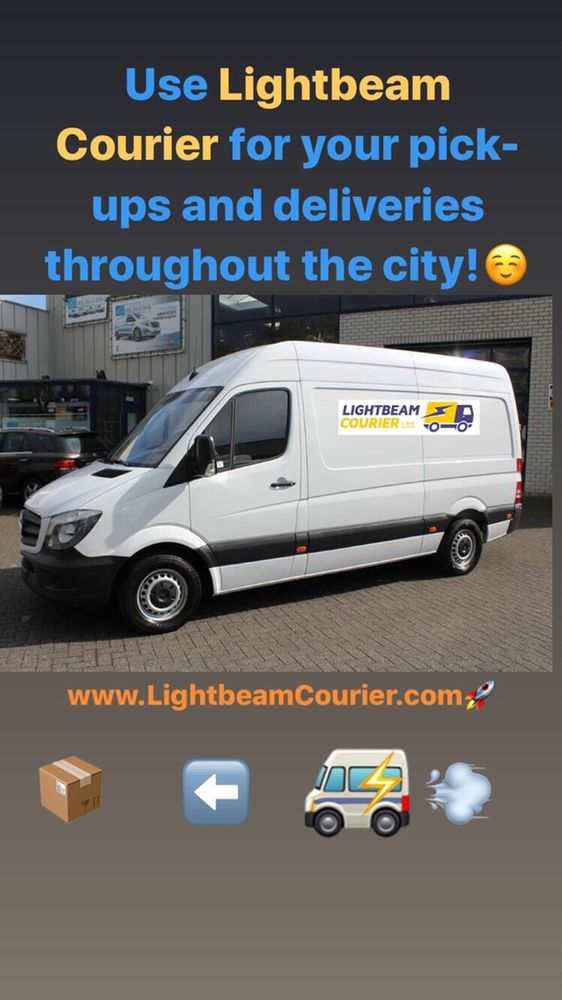 Use Lightbeam
Courier for your pick-
ups and deliveries
throughout the city!☺️
LIGHTBEAM
COURIER Ltd.
www.LightbeamCourier.com🚀